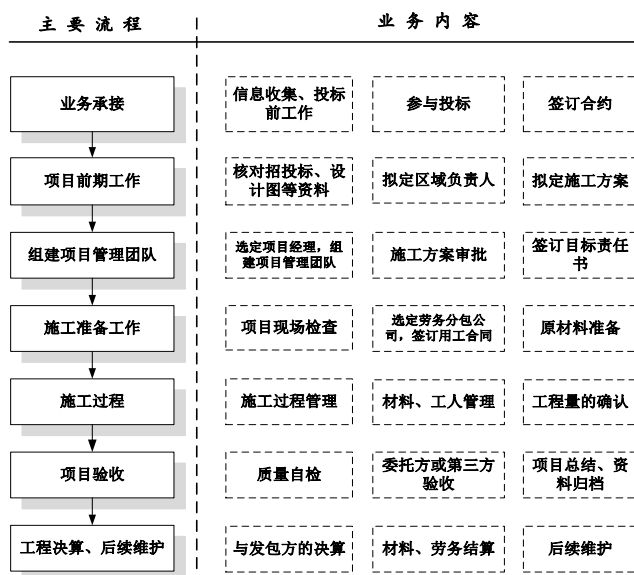 主 要 流 程
业 务 内 容
业务承接
信息收集、投标
前工作
参与投标
签订合约
项目前期工作
核对招投标、设
计图等资料
拟定区域负责人
拟定施工方案
组建项目管理团队
选定项目经理，组
建项目管理团队
施工方案审批
签订目标责任
书
施工准备工作
项目现场检查
选定劳务分包公
司，签订用工合同
原材料准备
施工过程
施工过程管理
材料、工人管理
工程量的确认
项目验收
质量自检
委托方或第三方
验收
项目总结、资
料归档
工程决算、后续维护
与发包方的决算
材料、劳务结算
后续维护